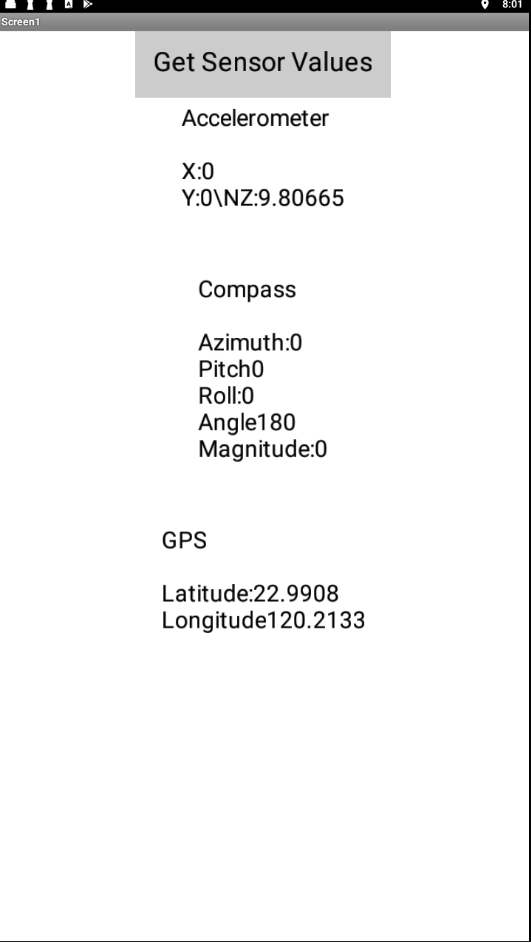 8:01
Screen1
Get Sensor Values
Accelerometer
X:0
Y:0\NZ:9.80665
Compass
Azimuth:0
Pitch0
Roll:0
Angle180
Magnitude:0
GPS
Latitude:22.9908
Longitude120.2133